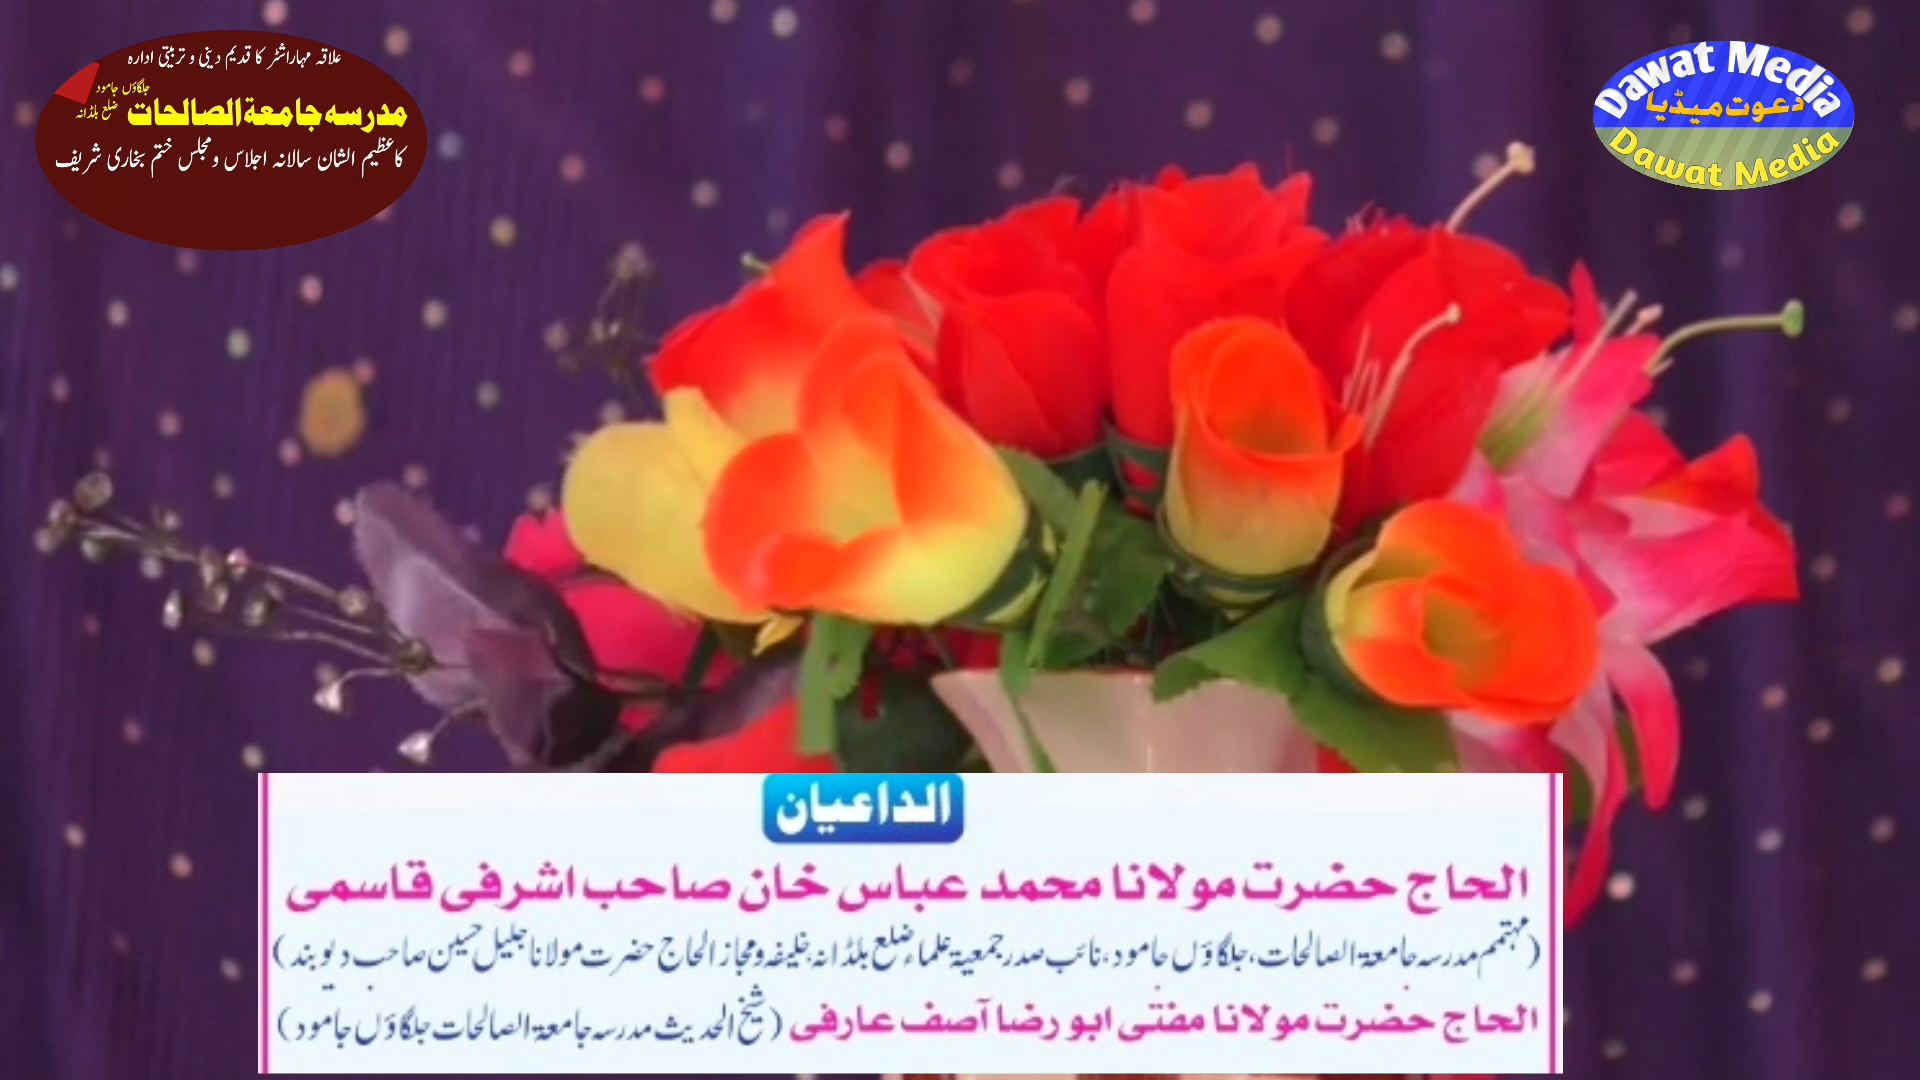 علاقہ مہاراشٹر کا قدیم دینی و تربیتی ادارہ
جلگاؤں جامود
مدرسہ جامعۃ الصالحات ضلع بلڈانہ
کا عظیم الشان سالانہ اجلاس و مجلس ختم بخاری شریف
Dawat Media
دعوت میڈیا
Dawat Media
الداعیان
الحاج حضرت مولانا محمد عباس خان صاحب اشرفی قاسمی
(مہتمم مدرسہ جامعۃ الصالحات، جلگاؤں جامود، نائب صدر جمعیۃ علماء ضلع بلڈانہ، خلیفہ و مجاز الحاج حضرت مولانا جلیل حسین صاحب دیوبند)
الحاج حضرت مولانا مفتی ابو رضا آصف عارفی (شیخ الحدیث مدرسہ جامعۃ الصالحات جلگاؤں جامود)